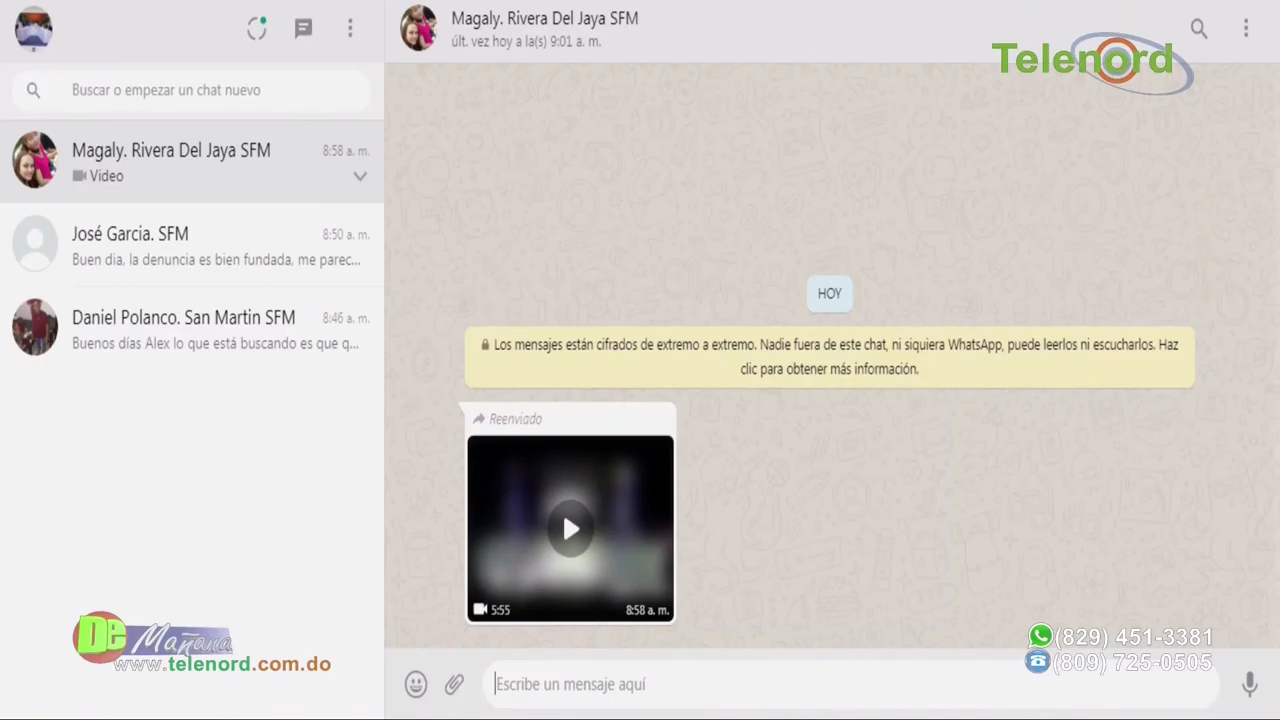 Magaly. Rivera Del Jaya SFM
últ. vez hoy a la(s) 9:01 a. m.
Telenord
Buscar o empezar un chat nuevo
Magaly. Rivera Del Jaya SFM
8:58 a. m.
Video
José Garcia. SFM
8:50 a. m.
Buen dia, la denuncia es bien fundada, me parec...
Daniel Polanco. San Martin SFM
8:46 a. m.
Buenos días Alex lo que está buscando es que q...
HOY
Los mensajes están cifrados de extremo a extremo. Nadie fuera de este chat, ni siquiera WhatsApp, puede leerlos ni escucharlos. Haz
clic para obtener más información.
Reenviado
5:55
8:58 a. m.
De Mañana
www.telenord.com.do
(829) 451-3381
(809) 725-0505
Escribe un mensaje aquí